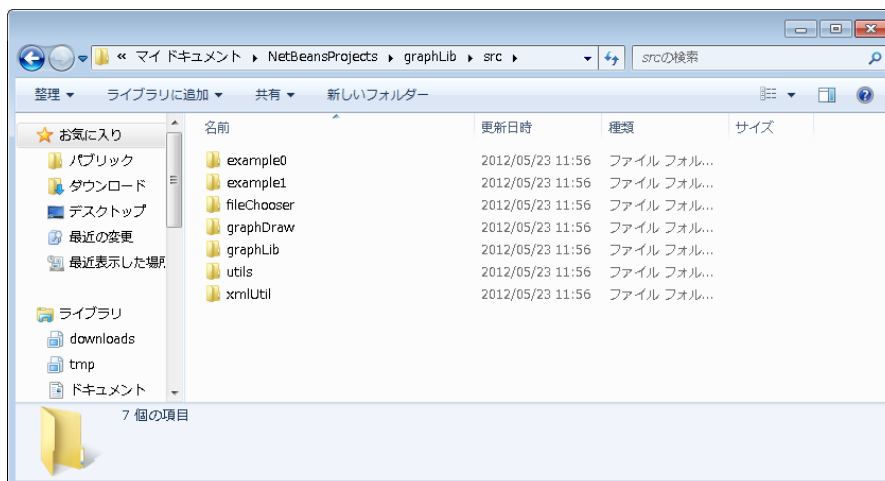 « マイ ドキュメント ▸ NetBeansProjects ▸ graphLib ▸ src ▸
srcの検索
整理 ライブラリに追加 共有 新しいフォルダー
名前 更新日時 種類 サイズ
お気に入り
パブリック
ダウンロード
デスクトップ
最近の変更
最近表示した場所
ライブラリ
downloads
tmp
ドキュメント
example0 2012/05/23 11:56 ファイル フォル...
example1 2012/05/23 11:56 ファイル フォル...
fileChooser 2012/05/23 11:56 ファイル フォル...
graphDraw 2012/05/23 11:56 ファイル フォル...
graphLib 2012/05/23 11:56 ファイル フォル...
utils 2012/05/23 11:56 ファイル フォル...
xmlUtil 2012/05/23 11:56 ファイル フォル...
7 個の項目